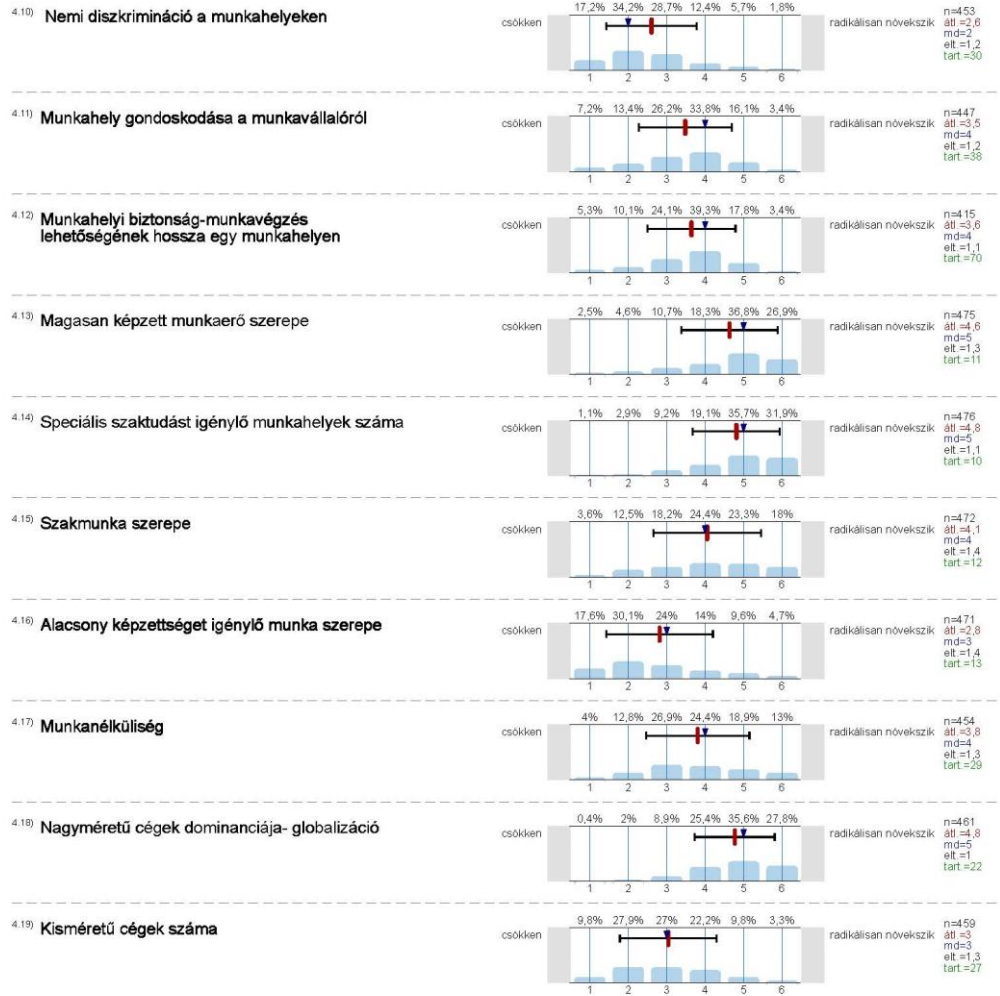 4.10) Nemi diszkrimináció a munkahelyeken
csökken
17,2% 34,2% 28,7% 12,4% 5,7% 1,8%
1 2 3 4 5 6
radikálisan növekszik
n=453
átl.=2,6
md=2
elt.=1,2
tart.=30
4.11) Munkahely gondoskodása a munkavállalóról
csökken
7,2% 13,4% 26,2% 33,8% 16,1% 3,4%
1 2 3 4 5 6
radikálisan növekszik
n=447
átl.=3,5
md=4
elt.=1,2
tart.=38
4.12) Munkahelyi biztonság-munkavégzés
lehetőségének hossza egy munkahelyen
csökken
5,3% 10,1% 24,1% 39,3% 17,8% 3,4%
1 2 3 4 5 6
radikálisan növekszik
n=415
átl.=3,6
md=4
elt.=1,1
tart.=70
4.13) Magasan képzett munkaerő szerepe
csökken
2,5% 4,6% 10,7% 18,3% 36,8% 26,9%
1 2 3 4 5 6
radikálisan növekszik
n=475
átl.=4,6
md=5
elt.=1,3
tart.=11
4.14) Speciális szaktudást igénylő munkahelyek száma
csökken
1,1% 2,9% 9,2% 19,1% 35,7% 31,9%
1 2 3 4 5 6
radikálisan növekszik
n=476
átl.=4,8
md=5
elt.=1,1
tart.=10
4.15) Szakmunka szerepe
csökken
3,6% 12,5% 18,2% 24,4% 23,3% 18%
1 2 3 4 5 6
radikálisan növekszik
n=472
átl.=4,1
md=4
elt.=1,4
tart.=12
4.16) Alacsony képzettséget igénylő munka szerepe
csökken
17,6% 30,1% 24% 14% 9,6% 4,7%
1 2 3 4 5 6
radikálisan növekszik
n=471
átl.=2,8
md=3
elt.=1,4
tart.=13
4.17) Munkanélküliség
csökken
4% 12,8% 26,9% 24,4% 18,9% 13%
1 2 3 4 5 6
radikálisan növekszik
n=454
átl.=3,8
md=4
elt.=1,3
tart.=29
4.18) Nagyméretű cégek dominanciája- globalizáció
csökken
0,4% 2% 8,9% 25,4% 35,6% 27,8%
1 2 3 4 5 6
radikálisan növekszik
n=461
átl.=4,8
md=5
elt.=1
tart.=22
4.19) Kisméretű cégek száma
csökken
9,8% 27,9% 27% 22,2% 9,8% 3,3%
1 2 3 4 5 6
radikálisan növekszik
n=459
átl.=3
md=3
elt.=1,3
tart.=27